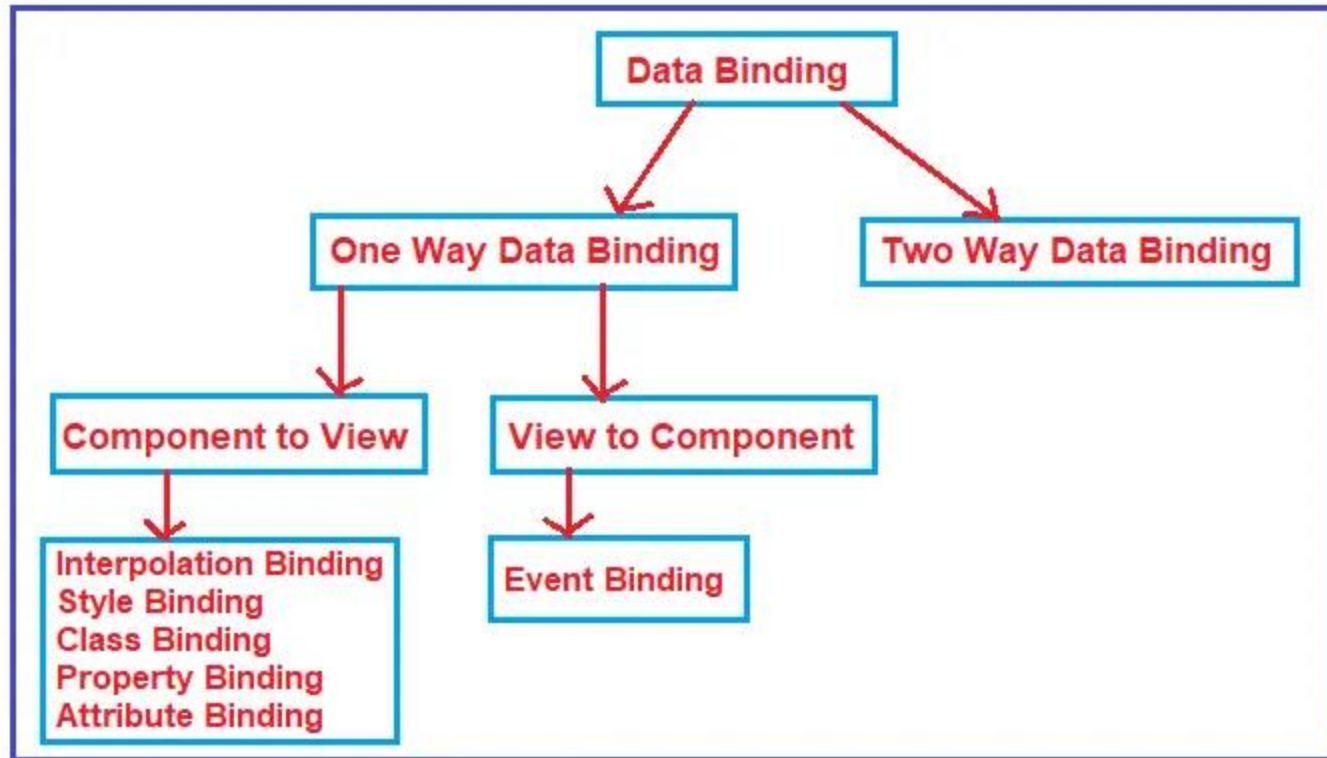 Data Binding
One Way Data Binding
Two Way Data Binding
Component to View
View to Component
Interpolation Binding
Style Binding
Class Binding
Property Binding
Attribute Binding
Event Binding